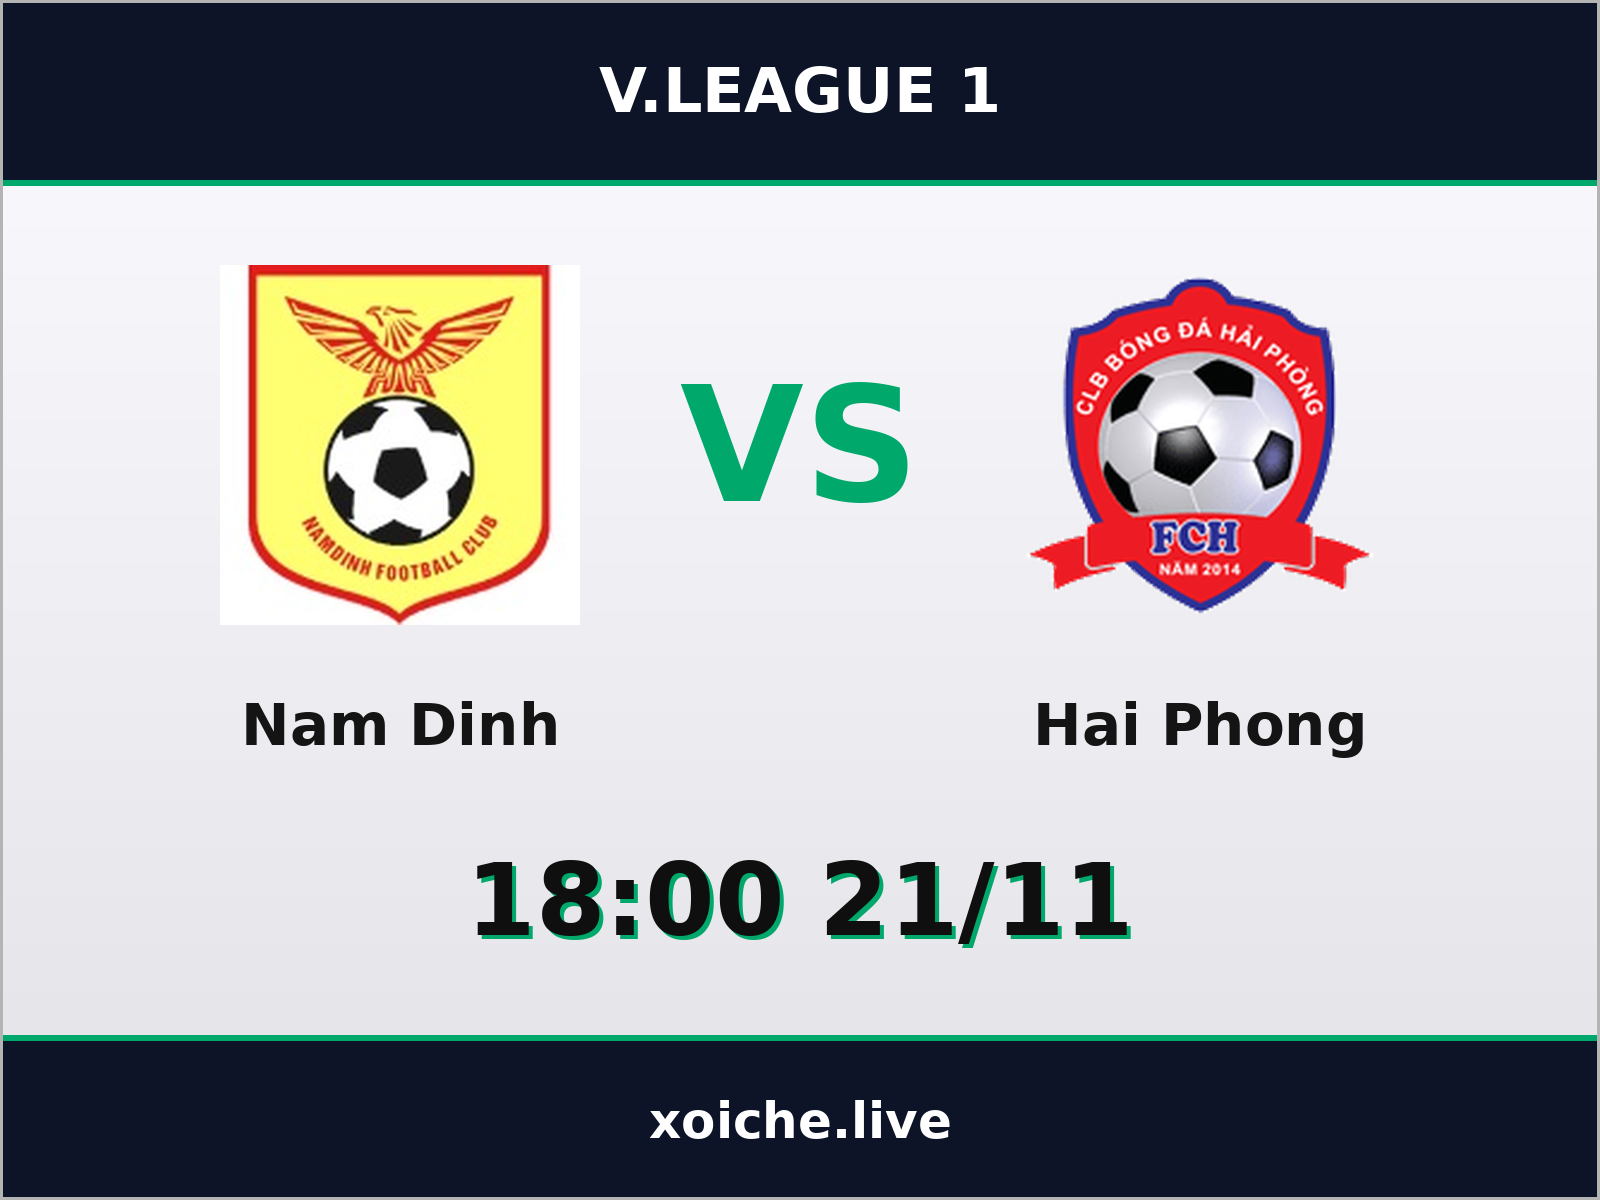 V.LEAGUE 1
NAMDINH FOOTBALL CLUB
VS
CLB BÓNG ĐÁ HẢI PHÒNG
FCH
NĂM 2014
Nam Dinh
Hai Phong
18:00 21/11
xoiche.live